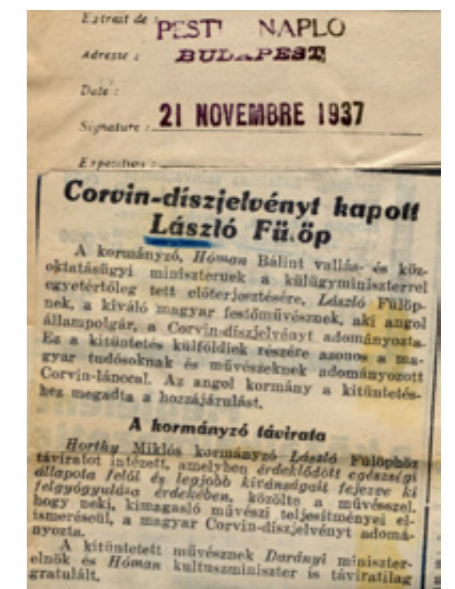 Extrait de :
PESTI NAPLO
Adresse :
BUDAPEST
Date :
21 NOVEMBRE 1937
Signature :
Exposition :
Corvin-díszjelvényt kapott
László Fülöp
A kormányzó, Hóman Bálint vallás- és köz-
oktatásügyi miniszternek a külügyminiszterrel
egyetértőleg tett előterjesztésére, László Fülöp-
nek, a kiváló magyar festőművésznek, aki angol
állampolgár, a Corvin-díszjelvényt adományozta.
Ez a kitüntetés külföldiek részére azonos a ma-
gyar tudósoknak és művészeknek adományozott
Corvin-lánccal. Az angol kormány a kitüntetés-
hez megadta a hozzájárulást.
A kormányzó távirata
Horthy Miklós kormányzó László Fülöphöz
táviratot intézett, amelyben érdeklődött egészségi
állapota felől és legjobb kívánságait fejezve ki
felgyógyulása érdekében, közölte a művésszel,
hogy neki, kimagasló művészi teljesítményei el-
ismeréséül, a magyar Corvin-díszjelvényt adomá-
nyozta.
A kitüntetett művésznek Darányi miniszter-
elnök és Hóman kultuszminiszter is táviratilag
gratulált.